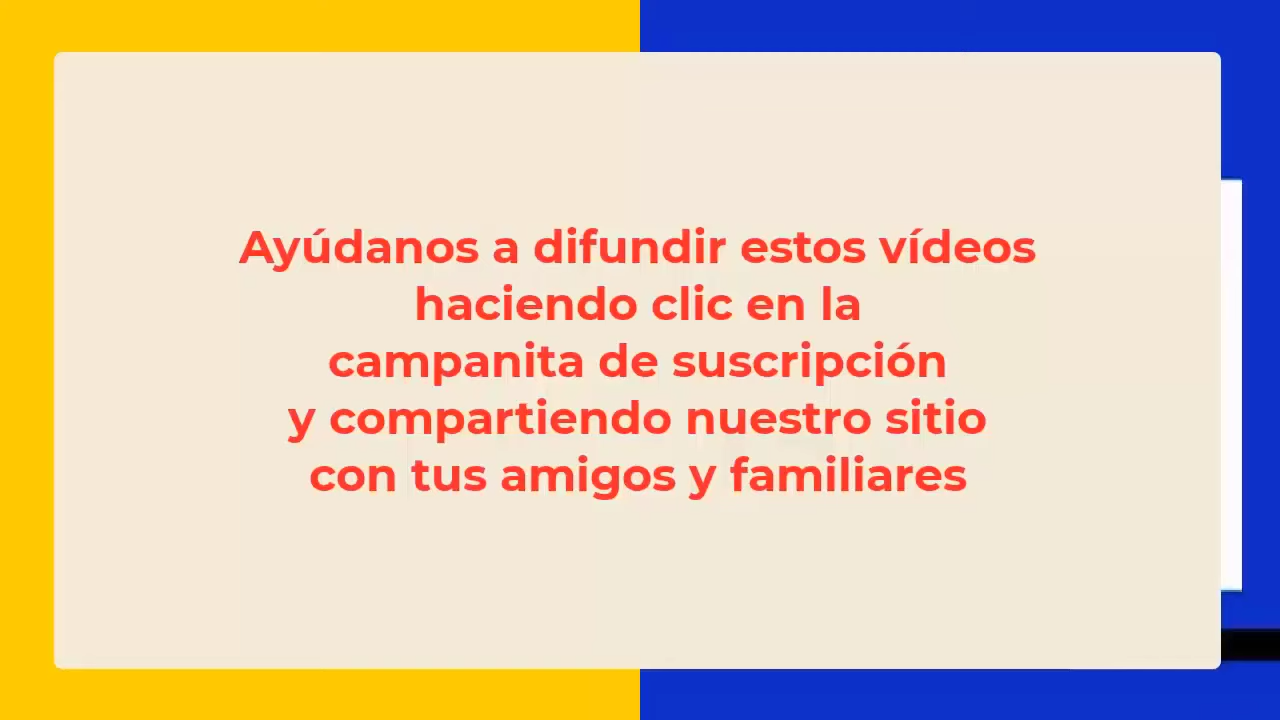 Ayúdanos a difundir estos vídeos
haciendo clic en la
campanita de suscripción
y compartiendo nuestro sitio
con tus amigos y familiares